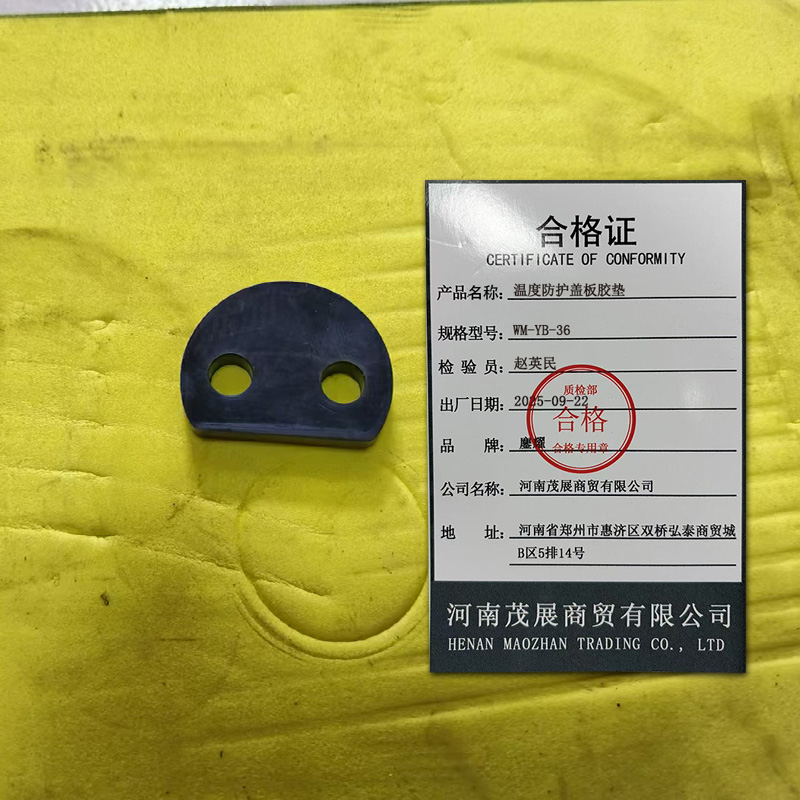 合格证
CERTIFICATE OF CONFORMITY
产品名称: 温度防护盖板胶垫
规格型号: WM-YB-36
检 验 员: 赵英民
出厂日期: 2025-09-22
质检部
合格
合格专用章
品 牌: 鏖耀
公司名称: 河南茂展商贸有限公司
地 址: 河南省郑州市惠济区双桥弘泰商贸城
B区5排14号
河南茂展商贸有限公司
HENAN MAOZHAN TRADING CO., LTD